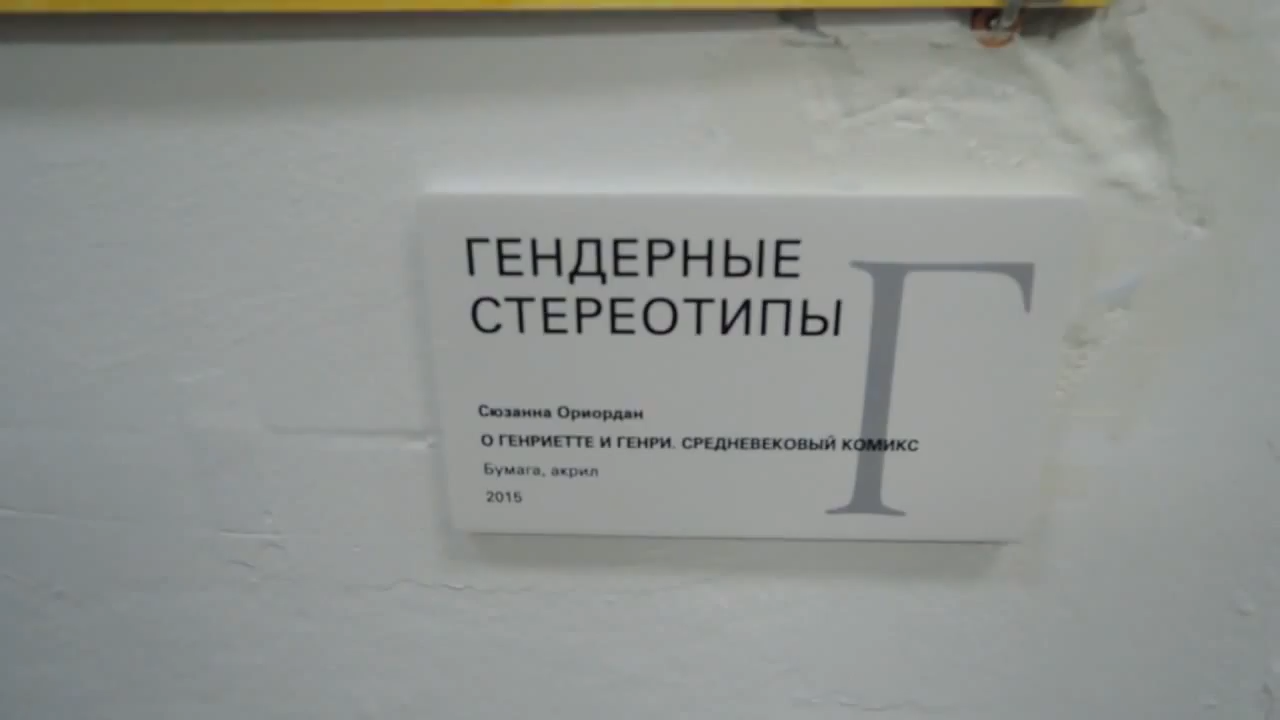 ГЕНДЕРНЫЕ
СТЕРЕОТИПЫ
Г
Сюзанна Ориордан
О ГЕНРИЕТТЕ И ГЕНРИ. СРЕДНЕВЕКОВЫЙ КОМИКС
Бумага, акрил
2015